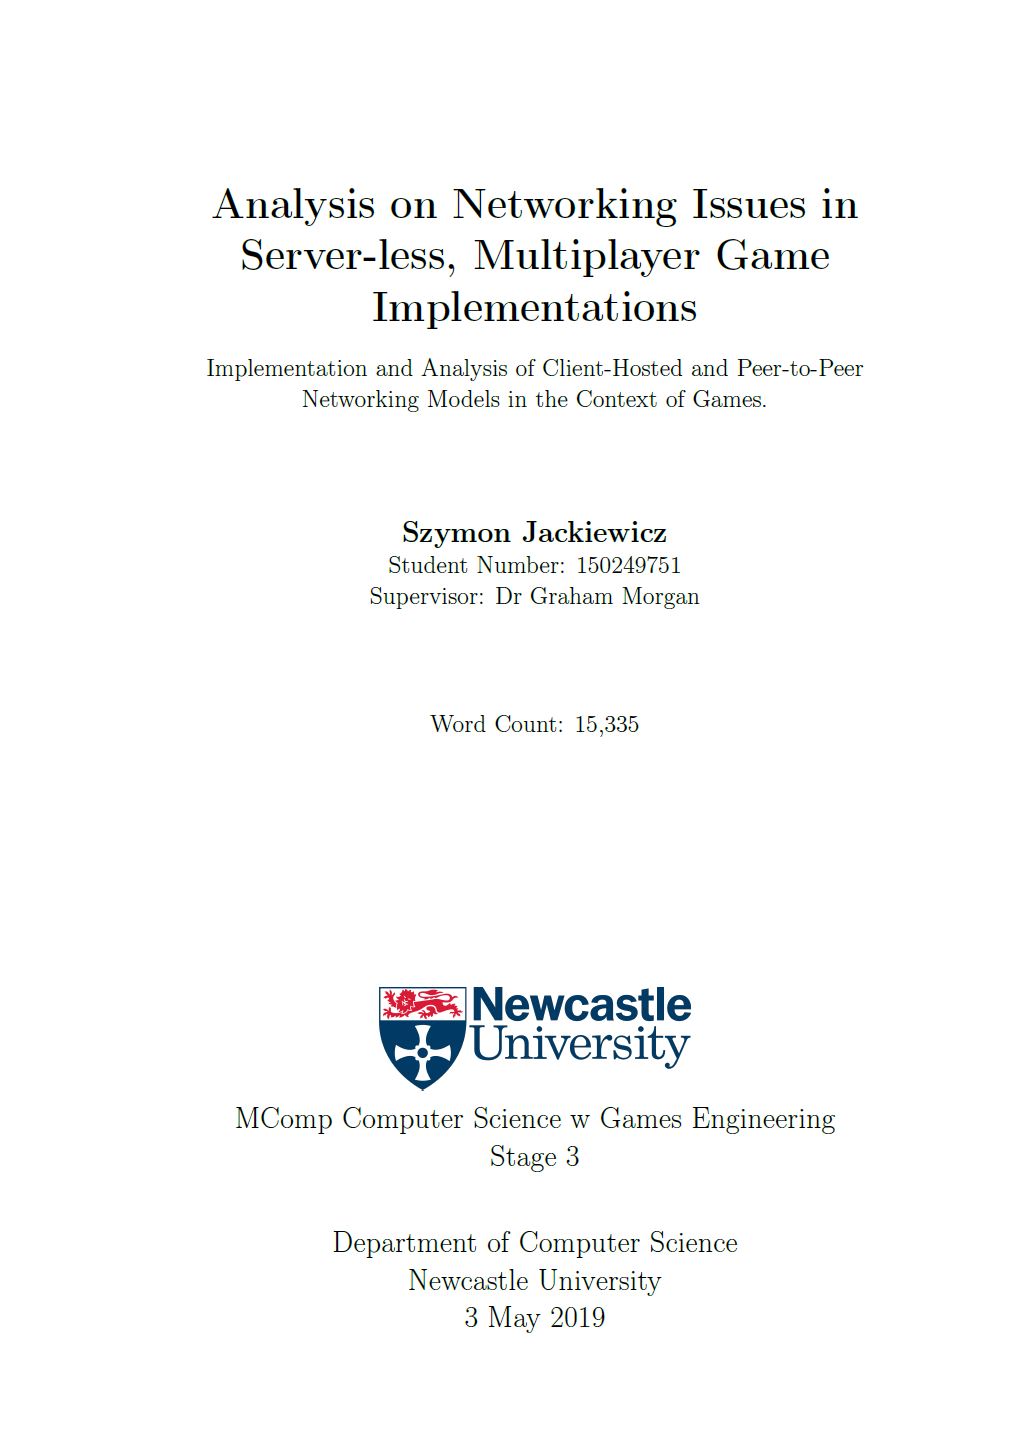 Analysis on Networking Issues in
Server-less, Multiplayer Game
Implementations
Implementation and Analysis of Client-Hosted and Peer-to-Peer
Networking Models in the Context of Games.
Szymon Jackiewicz
Student Number: 150249751
Supervisor: Dr Graham Morgan
Word Count: 15,335
Newcastle
University
MComp Computer Science w Games Engineering
Stage 3
Department of Computer Science
Newcastle University
3 May 2019